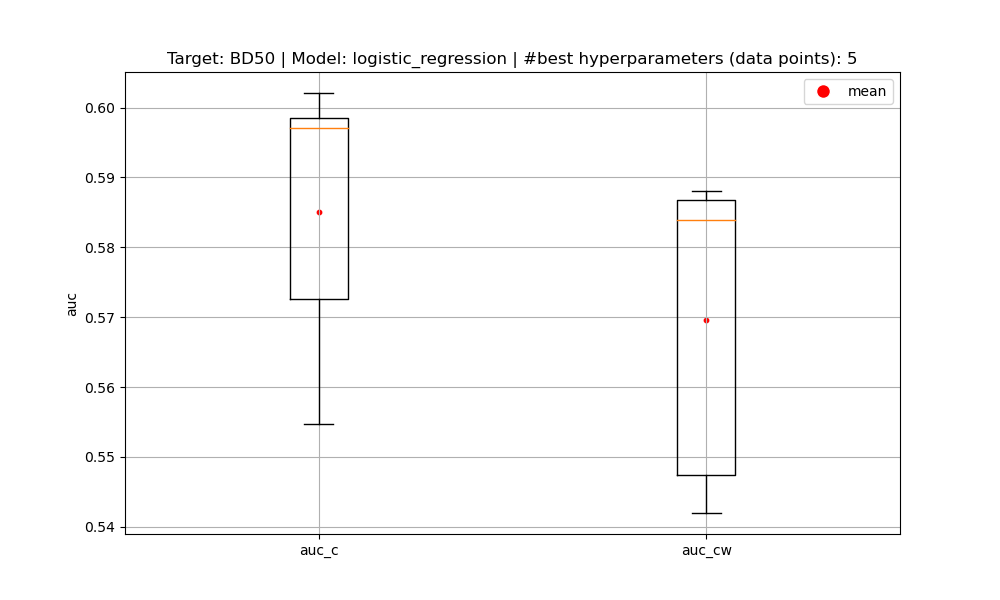 Target: BD50 | Model: logistic_regression | #best hyperparameters (data points): 5
mean
0.60
0.59
0.58
0.57
0.56
0.55
0.54
auc
auc_c
auc_cw